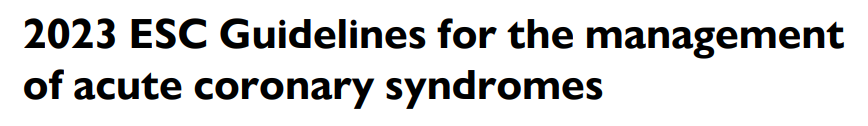 2023 ESC Guidelines for the management
of acute coronary syndromes